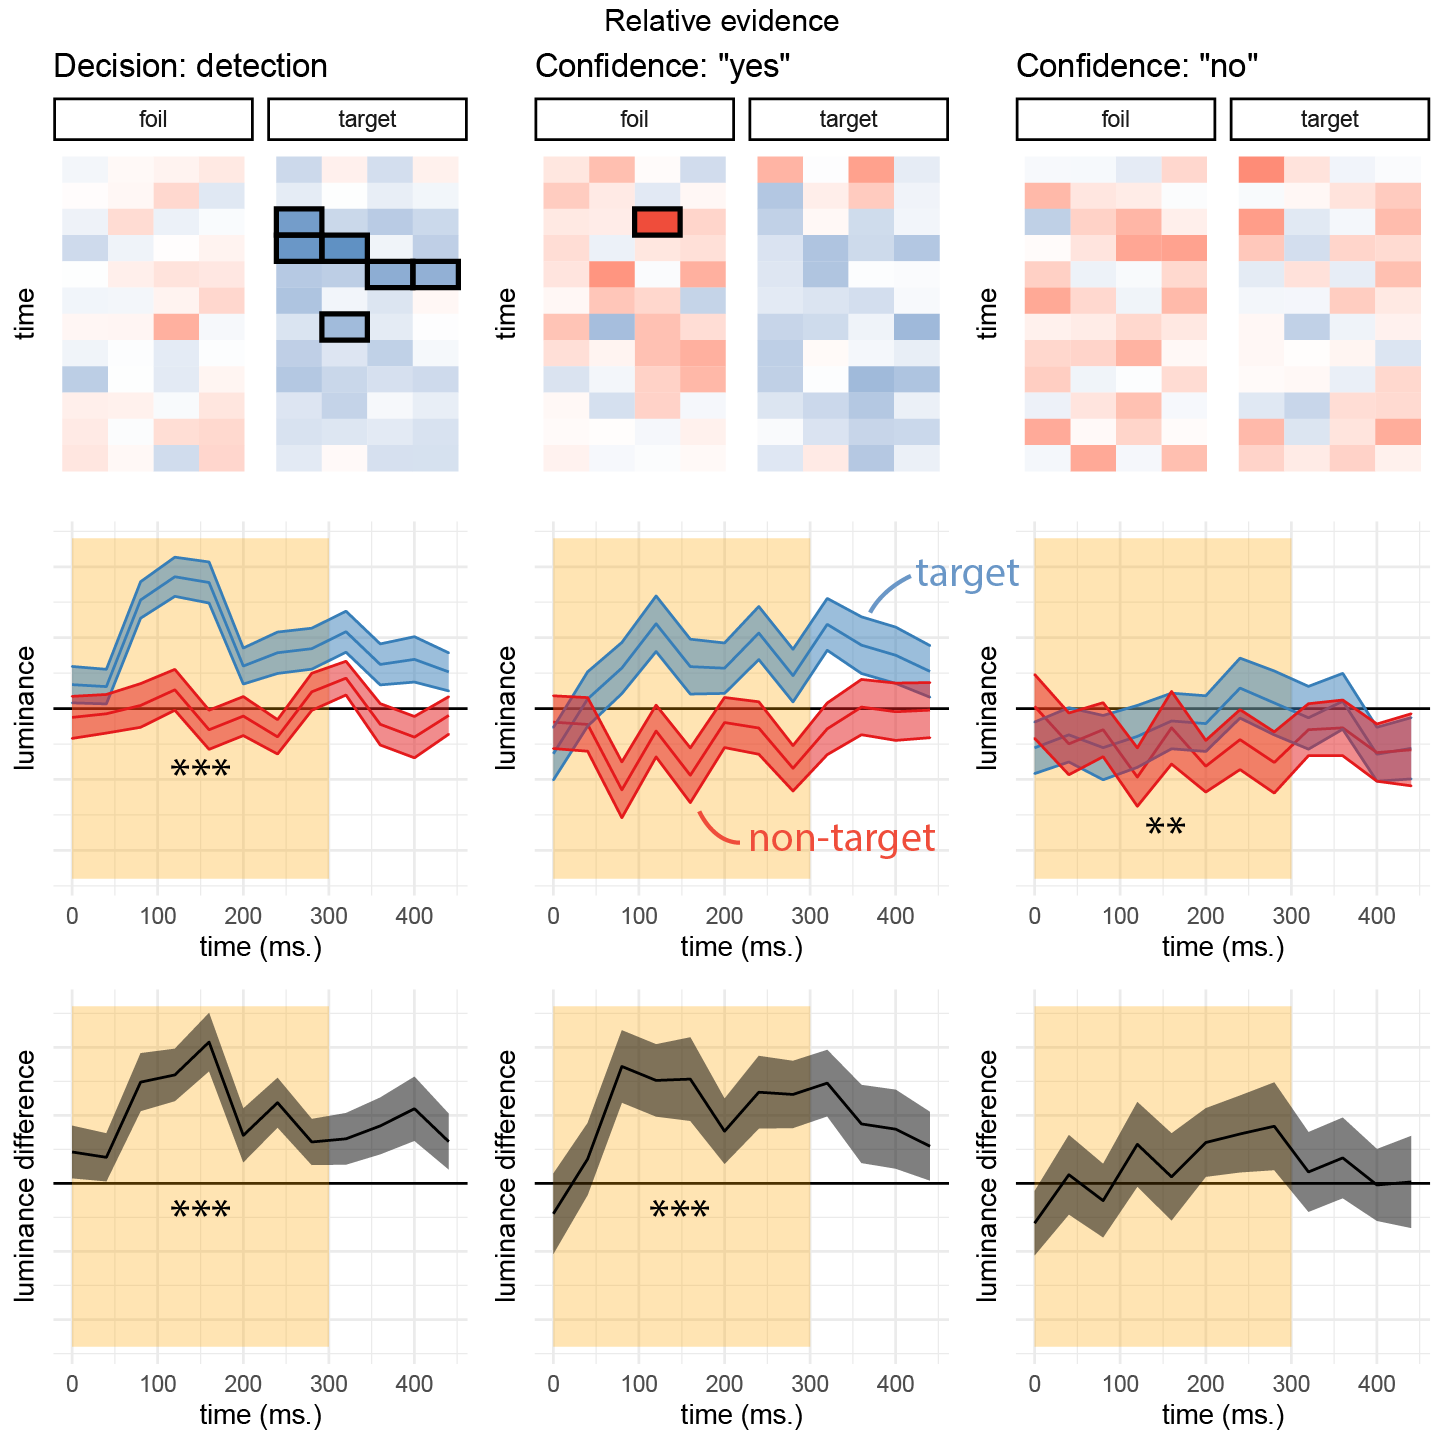 Relative evidence
Decision: detection
Confidence: "yes"
Confidence: "no"
foil
target
foil
target
foil
target
time
time
time
luminance
luminance
luminance
target
non-target
***
**
0 100 200 300 400
0 100 200 300 400
0 100 200 300 400
time (ms.)
time (ms.)
time (ms.)
luminance difference
luminance difference
luminance difference
***
***
0 100 200 300 400
0 100 200 300 400
0 100 200 300 400
time (ms.)
time (ms.)
time (ms.)